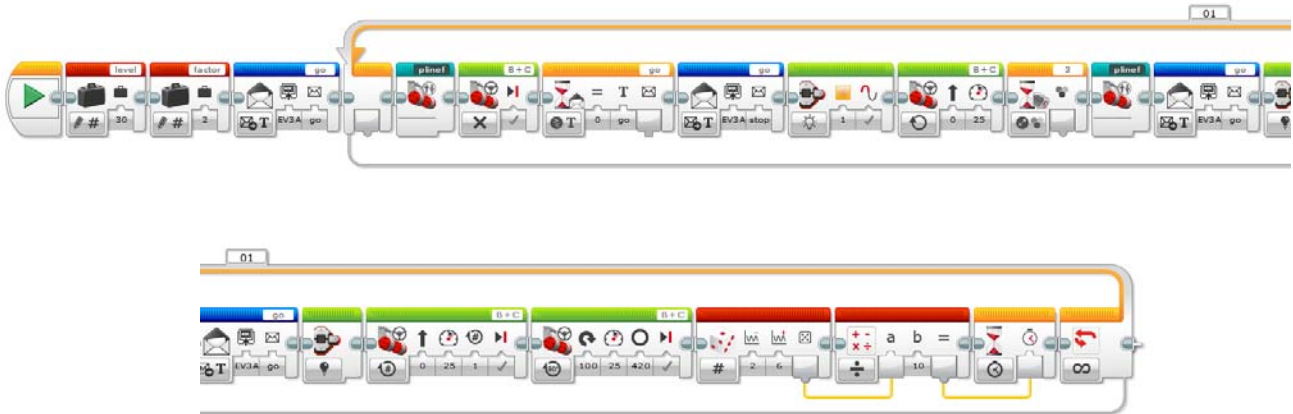 01
level factor go plinef B+C go go B+C 3 plinef go
= T
# 30 # 2 T EV3A go T 0 go T EV3A stop 1 0 25 T EV3A go
01
go B+C B+C
# a b =
T EV3A go # 0 25 1 100 25 420 # 2 6 10